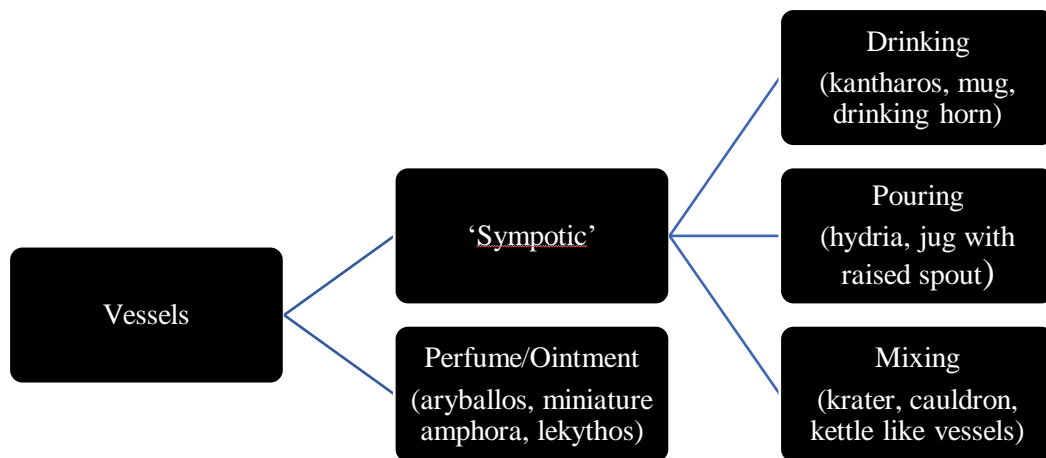 Vessels
‘Sympotic’
Perfume/Ointment
(aryballos, miniature
amphora, lekythos)
Drinking
(kantharos, mug,
drinking horn)
Pouring
(hydria, jug with
raised spout)
Mixing
(krater, cauldron,
kettle like vessels)